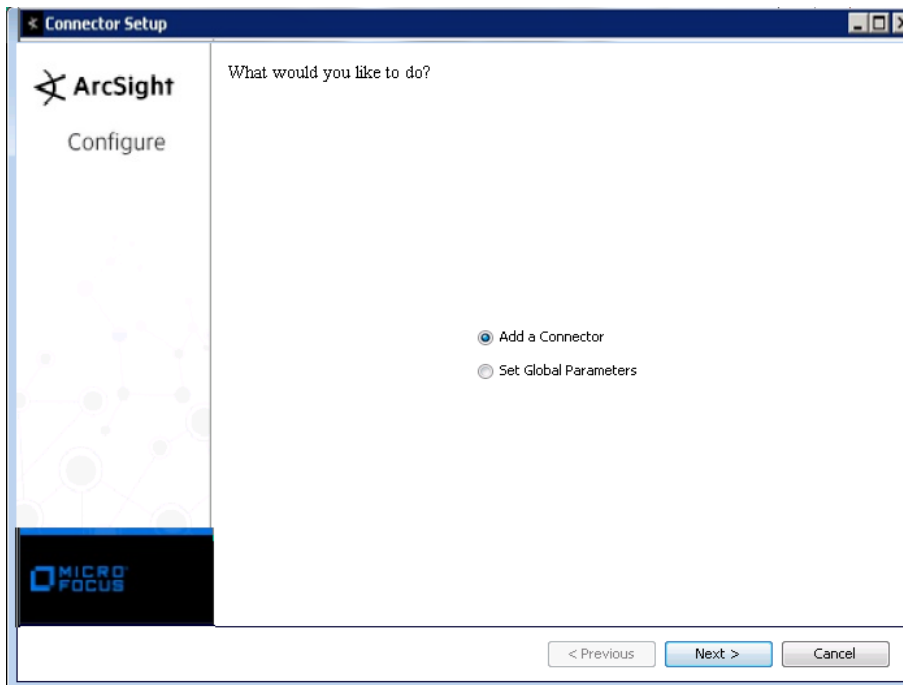 Connector Setup
ArcSight
Configure
What would you like to do?
Add a Connector
Set Global Parameters
MICRO
FOCUS
< Previous
Next >
Cancel